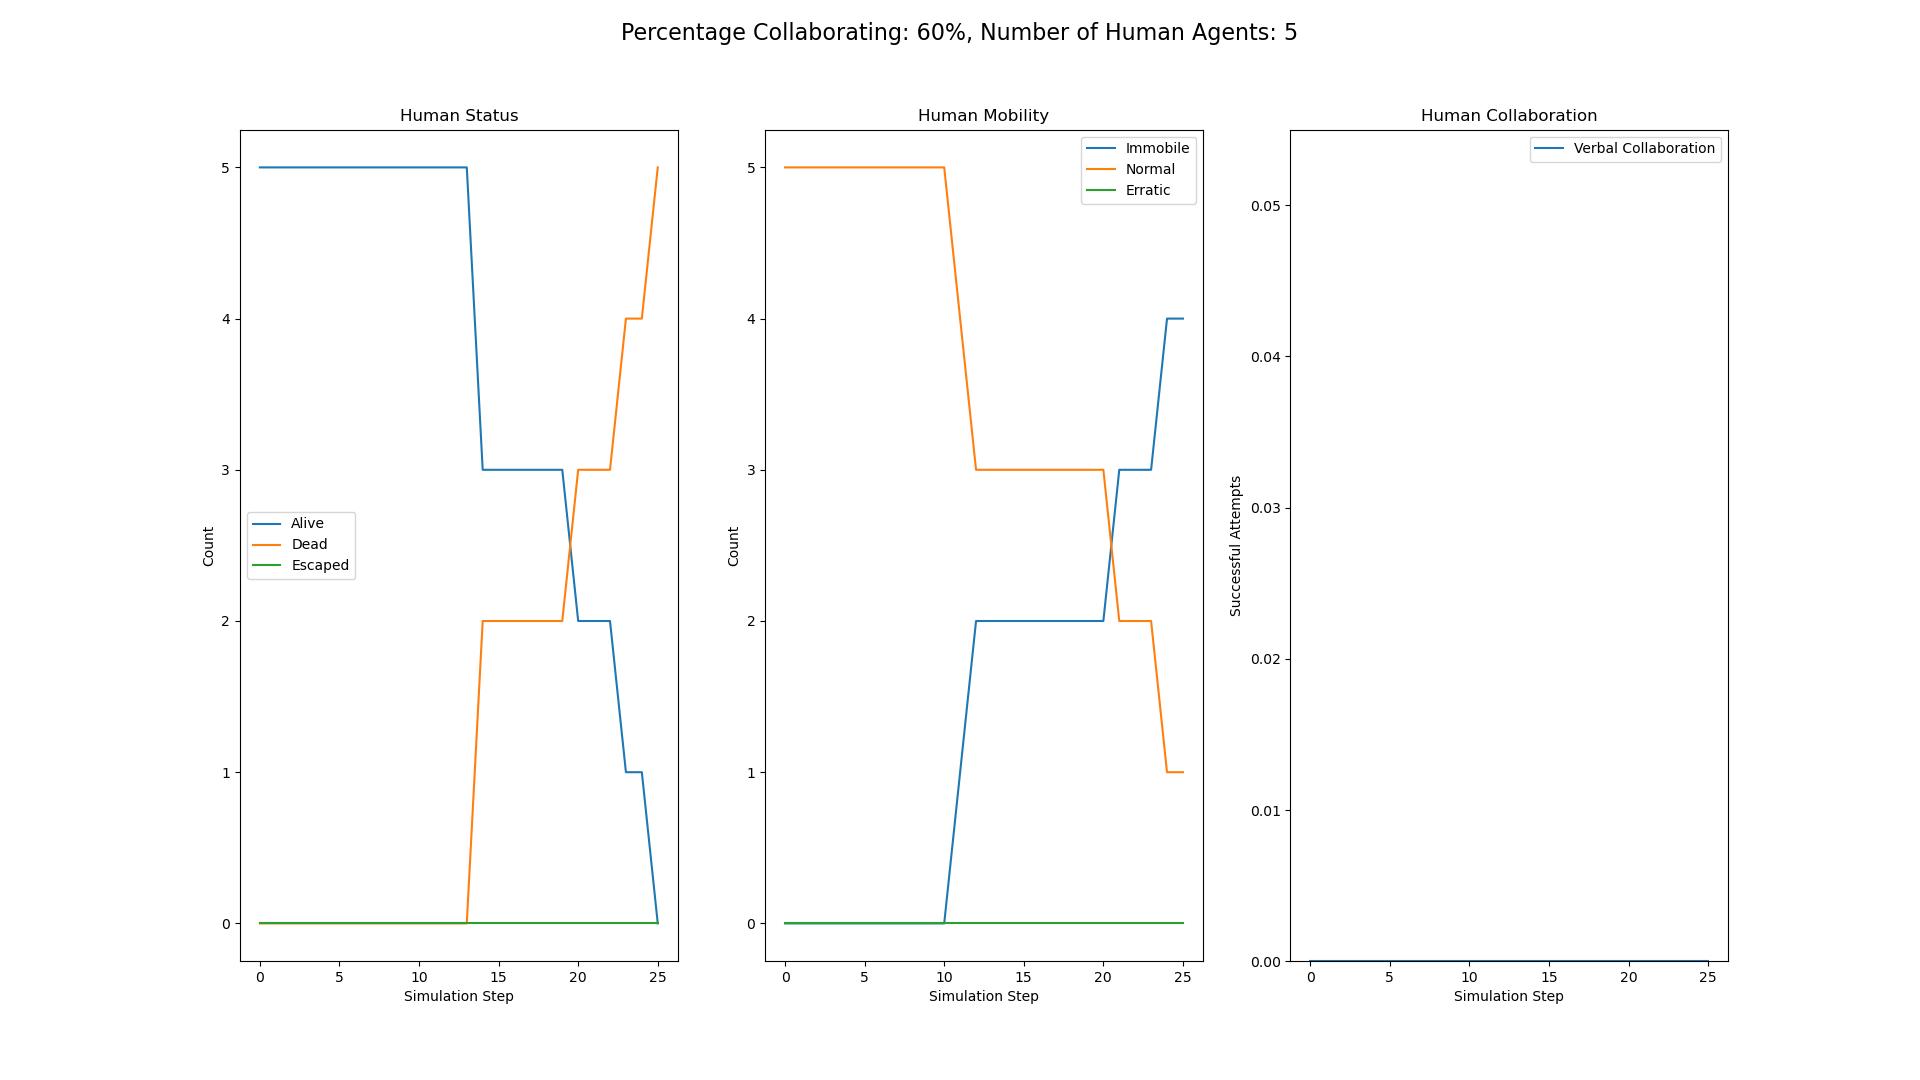 Percentage Collaborating: 60%, Number of Human Agents: 5
Human Status
5
4
3
2
1
0
Count
Alive
Dead
Escaped
0 5 10 15 20 25
Simulation Step
Human Mobility
5
4
3
2
1
0
Count
Immobile
Normal
Erratic
0 5 10 15 20 25
Simulation Step
Human Collaboration
Verbal Collaboration
0.05
0.04
0.03
0.02
0.01
0.00
Successful Attempts
0 5 10 15 20 25
Simulation Step